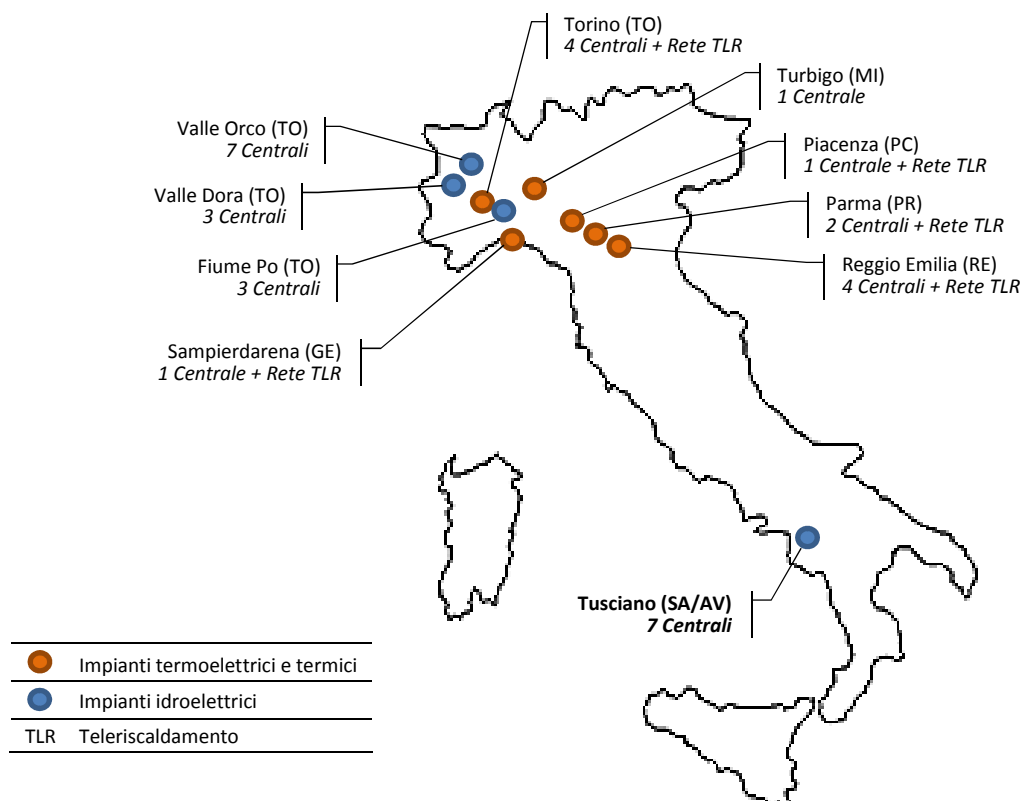 Torino (TO)
4 Centrali + Rete TLR
Turbigo (MI)
1 Centrale
Valle Orco (TO)
7 Centrali
Piacenza (PC)
1 Centrale + Rete TLR
Valle Dora (TO)
3 Centrali
Parma (PR)
2 Centrali + Rete TLR
Fiume Po (TO)
3 Centrali
Reggio Emilia (RE)
4 Centrali + Rete TLR
Sampierdarena (GE)
1 Centrale + Rete TLR
Tusciano (SA/AV)
7 Centrali
Impianti termoelettrici e termici
Impianti idroelettrici
TLR Teleriscaldamento